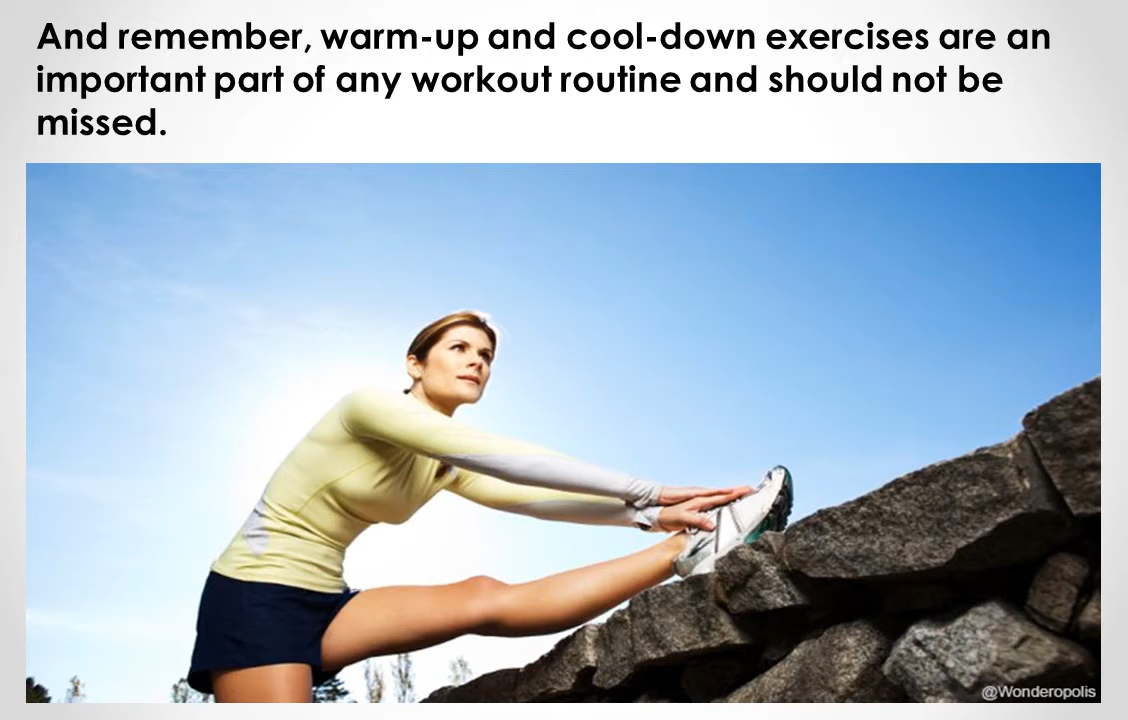 And remember, warm-up and cool-down exercises are an
important part of any workout routine and should not be
missed.
@Wonderopolis